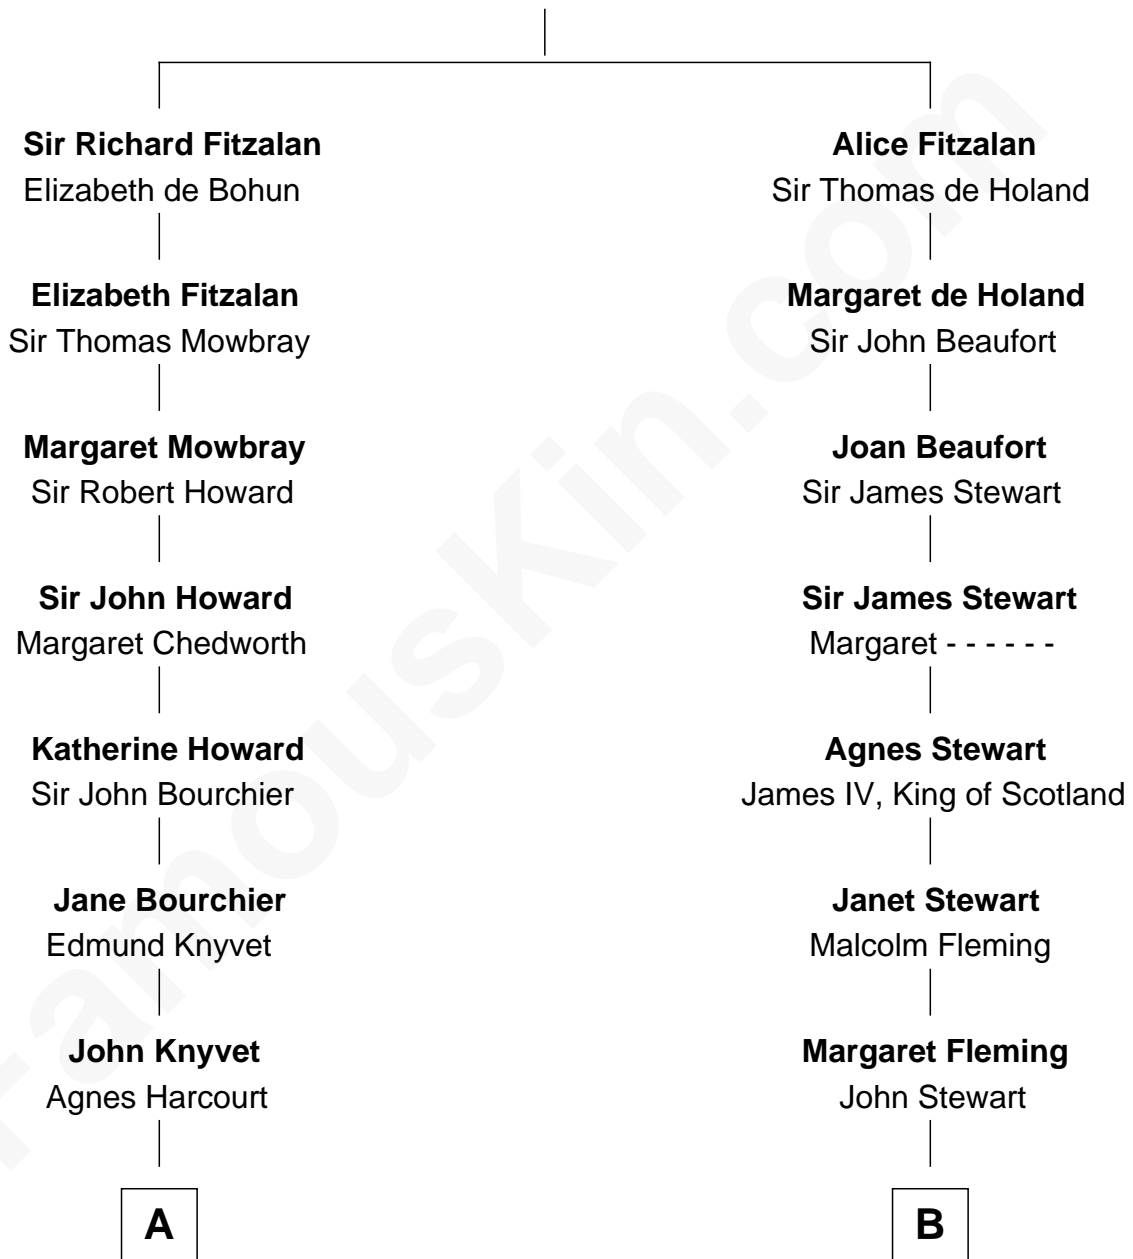 Sir Richard Fitzalan
Elizabeth de Bohun
Elizabeth Fitzalan
Sir Thomas Mowbray
Margaret Mowbray
Sir Robert Howard
Sir John Howard
Margaret Chedworth
Katherine Howard
Sir John Bourchier
Jane Bourchier
Edmund Knyvet
John Knyvet
Agnes Harcourt
A
Alice Fitzalan
Sir Thomas de Holand
Margaret de Holand
Sir John Beaufort
Joan Beaufort
Sir James Stewart
Sir James Stewart
Margaret - - - - - -
Agnes Stewart
James IV, King of Scotland
Janet Stewart
Malcolm Fleming
Margaret Fleming
John Stewart
B
FamousKin.com